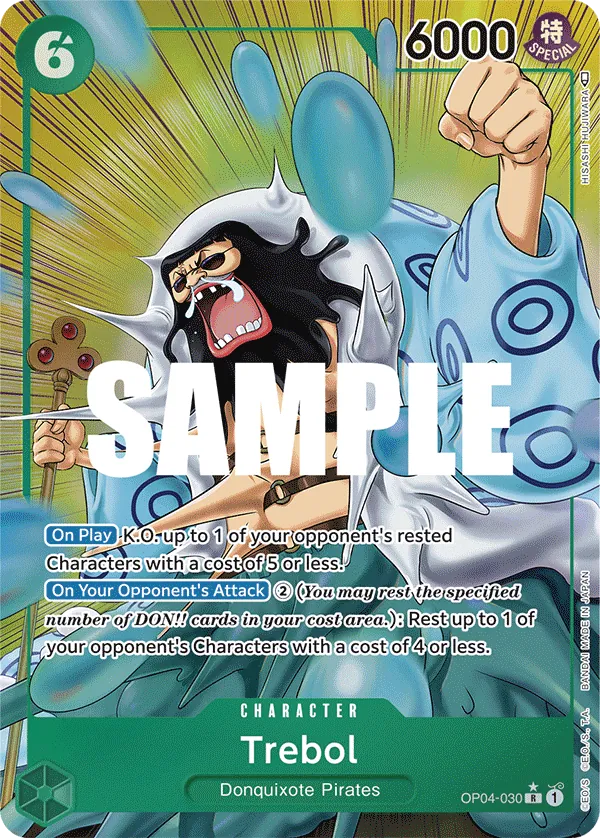 6
6000
特
SPECIAL
HISASHI HUJIWARA
SAMPLE
On Play K.O. up to 1 of your opponent's rested
Characters with a cost of 5 or less.
On Your Opponent's Attack ② (You may rest the specified
number of DON!! cards in your cost area.): Rest up to 1 of
your opponent's Characters with a cost of 4 or less.
CHARACTER
Trebol
Donquixote Pirates
OP04-030 R 1
©E.O./S ©E.O./S., T.A. BANDAI MADE IN JAPAN